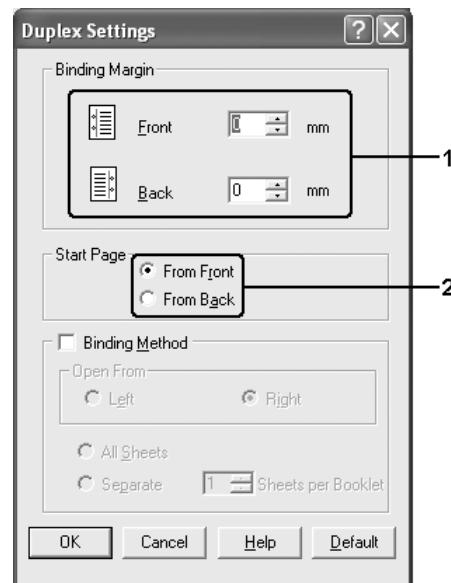 Duplex Settings
Binding Margin
Front 0 mm
1
Back 0 mm
Start Page
From Front
2
From Back
Binding Method
Open From
Left Right
All Sheets
Separate 1 Sheets per Booklet
OK Cancel Help Default